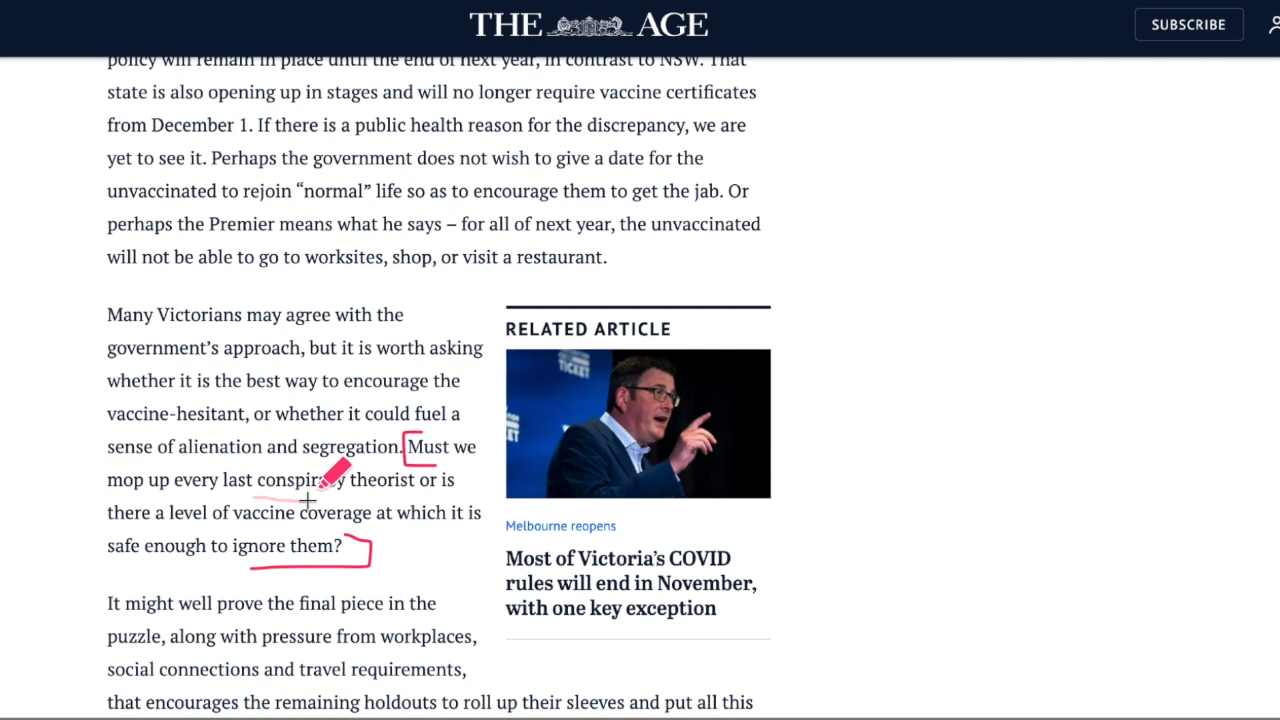 THE AGE
SUBSCRIBE
policy will remain in place until the end of next year, in contrast to NSW. That
state is also opening up in stages and will no longer require vaccine certificates
from December 1. If there is a public health reason for the discrepancy, we are
yet to see it. Perhaps the government does not wish to give a date for the
unvaccinated to rejoin “normal” life so as to encourage them to get the jab. Or
perhaps the Premier means what he says – for all of next year, the unvaccinated
will not be able to go to worksites, shop, or visit a restaurant.
Many Victorians may agree with the
government’s approach, but it is worth asking
whether it is the best way to encourage the
vaccine-hesitant, or whether it could fuel a
sense of alienation and segregation. Must we
mop up every last conspiracy theorist or is
there a level of vaccine coverage at which it is
safe enough to ignore them?
RELATED ARTICLE
TICKET
Melbourne reopens
Most of Victoria’s COVID
rules will end in November,
with one key exception
It might well prove the final piece in the
puzzle, along with pressure from workplaces,
social connections and travel requirements,
that encourages the remaining holdouts to roll up their sleeves and put all this